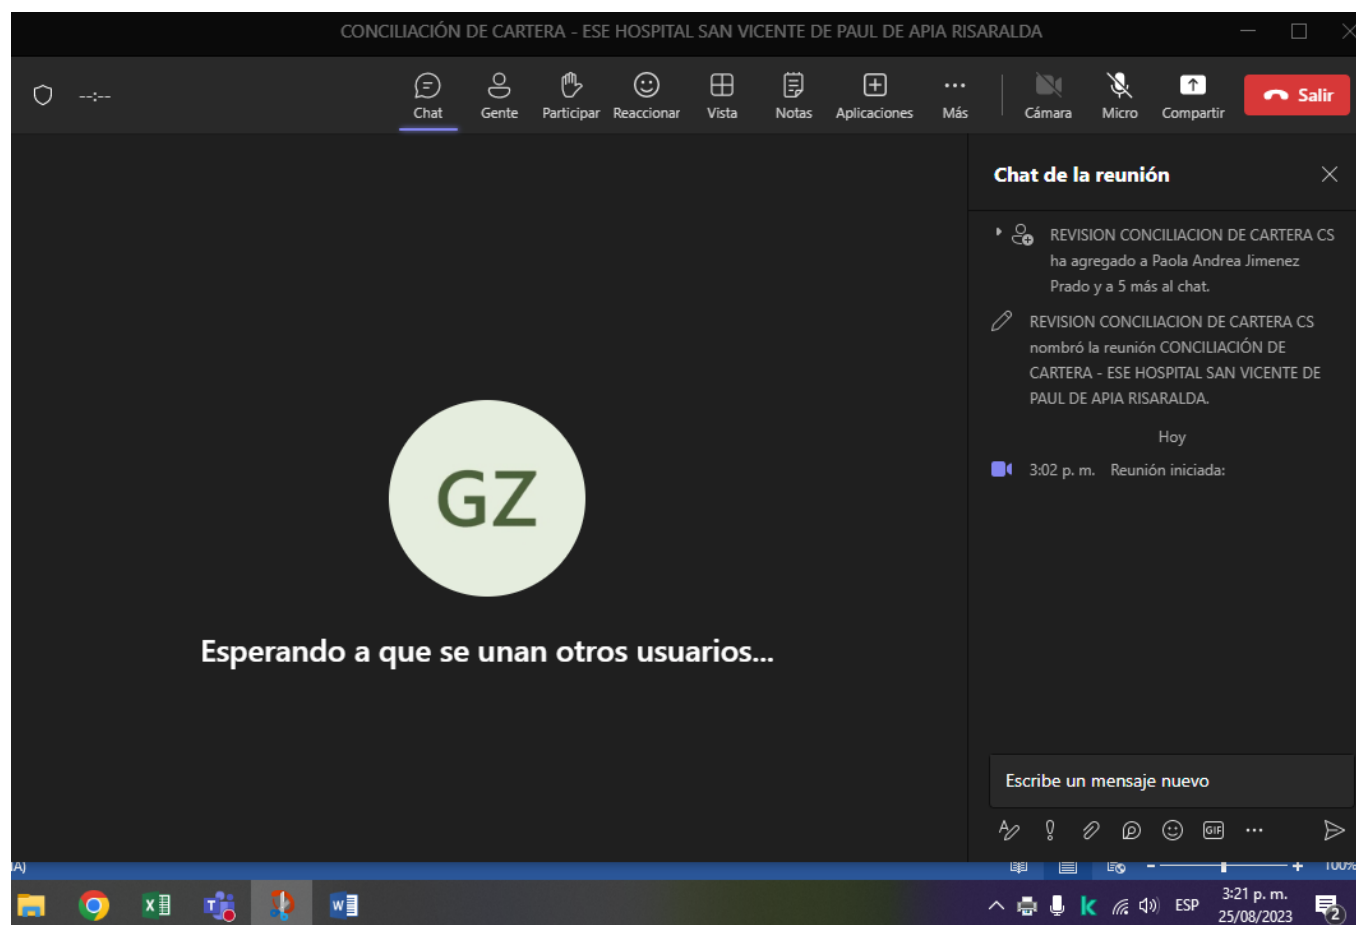 CONCILIACIÓN DE CARTERA - ESE HOSPITAL SAN VICENTE DE PAUL DE APIA RISARALDA
--:--
Chat
Gente
Participar
Reaccionar
Vista
Notas
Aplicaciones
Más
Cámara
Micro
Compartir
Salir
Chat de la reunión
REVISION CONCILIACION DE CARTERA CS
ha agregado a Paola Andrea Jimenez
Prado y a 5 más al chat.
REVISION CONCILIACION DE CARTERA CS
nombró la reunión CONCILIACIÓN DE
CARTERA - ESE HOSPITAL SAN VICENTE DE
PAUL DE APIA RISARALDA.
Hoy
3:02 p. m. Reunión iniciada:
GZ
Esperando a que se unan otros usuarios...
Escribe un mensaje nuevo
GIF
100%
ESP
3:21 p. m.
25/08/2023
2